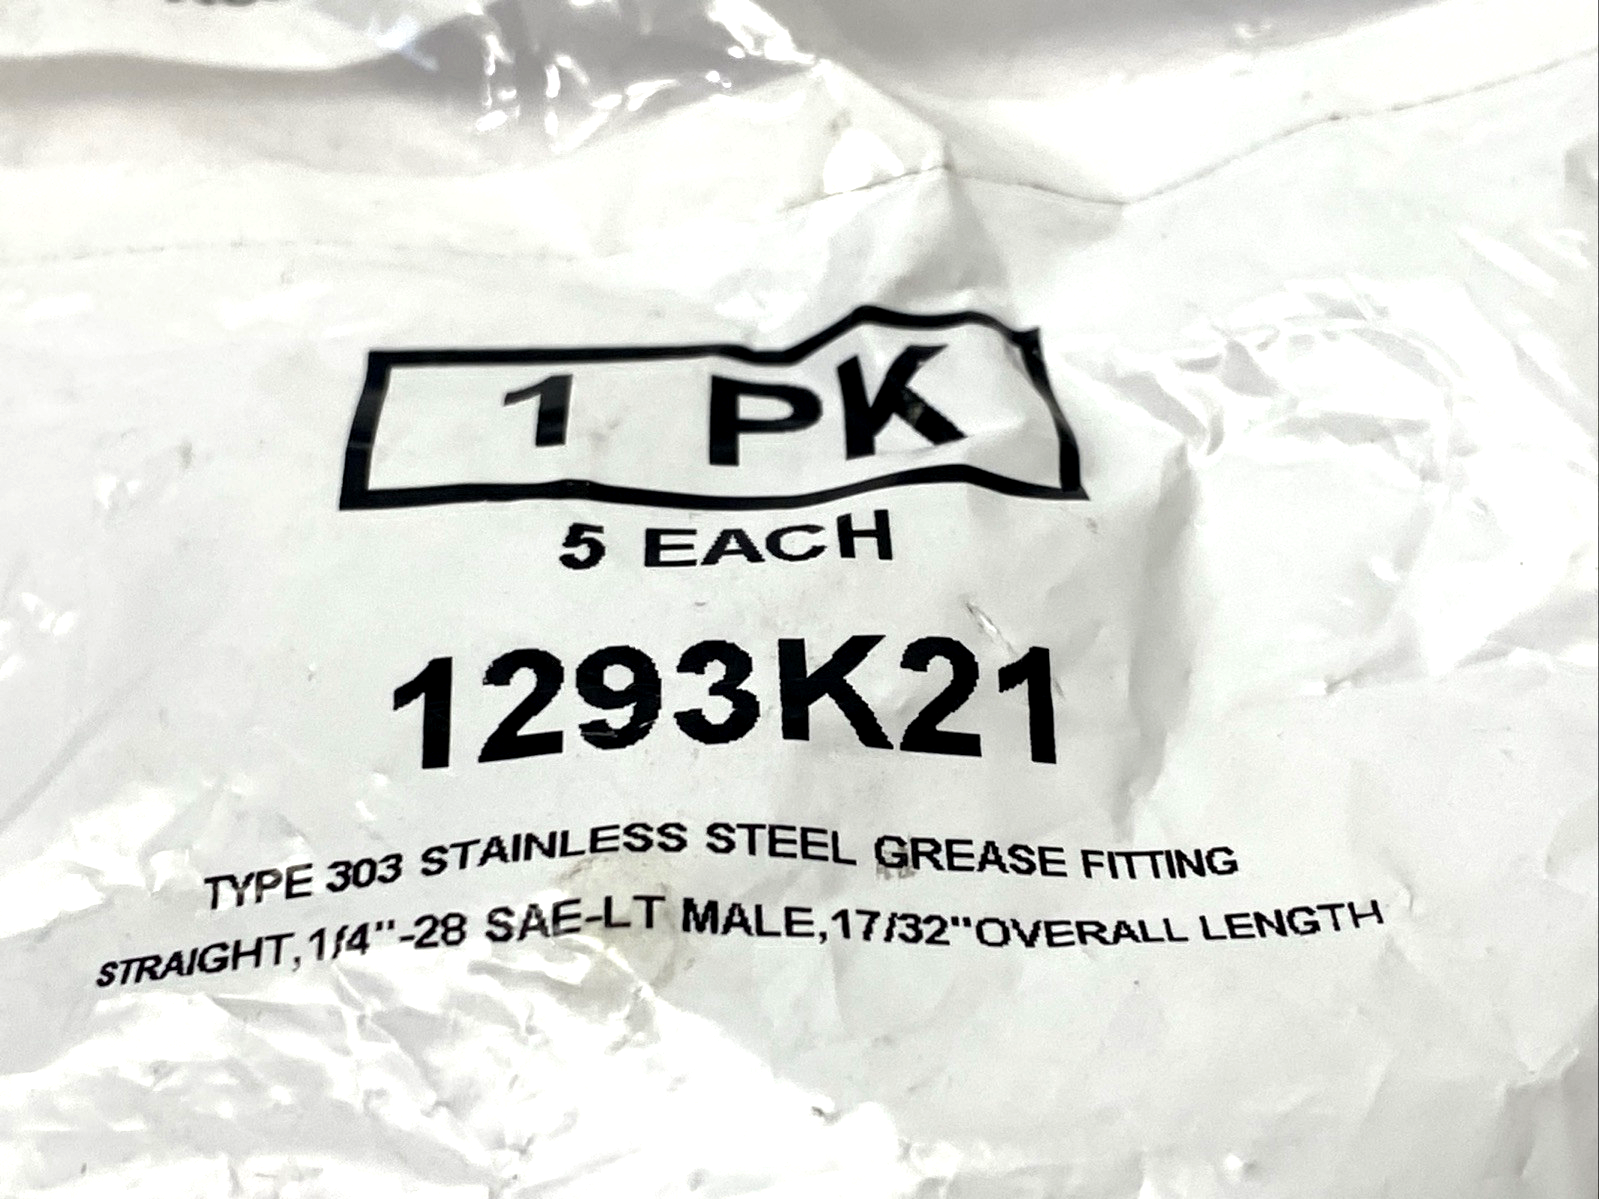 1 PK
5 EACH
1293K21
TYPE 303 STAINLESS STEEL GREASE FITTING
STRAIGHT,1/4"-28 SAE-LT MALE,17/32"OVERALL LENGTH